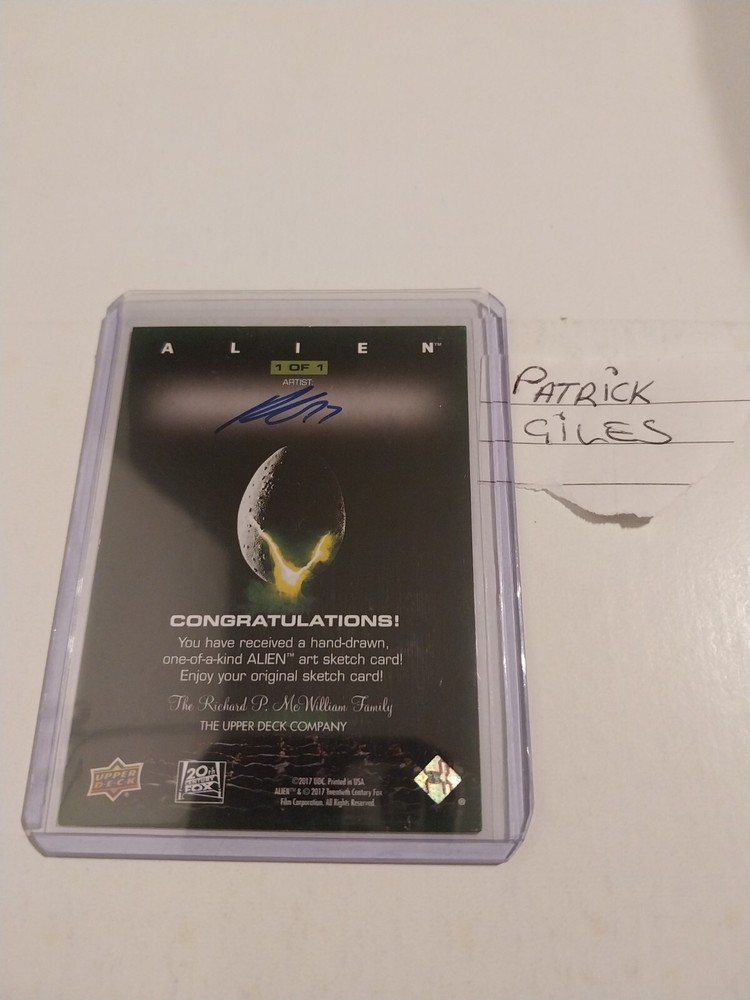 A L I E N™
1 OF 1
ARTIST:
PATRICK
GILES
CONGRATULATIONS!
You have received a hand-drawn,
one-of-a-kind ALIEN™ art sketch card!
Enjoy your original sketch card!
The Richard P. McWilliam Family
THE UPPER DECK COMPANY
UPPER
DECK
20th
CENTURY
FOX
©2017 UDC. Printed in USA
ALIEN™ & © 2017 Twentieth Century Fox
Film Corporation. All Rights Reserved.